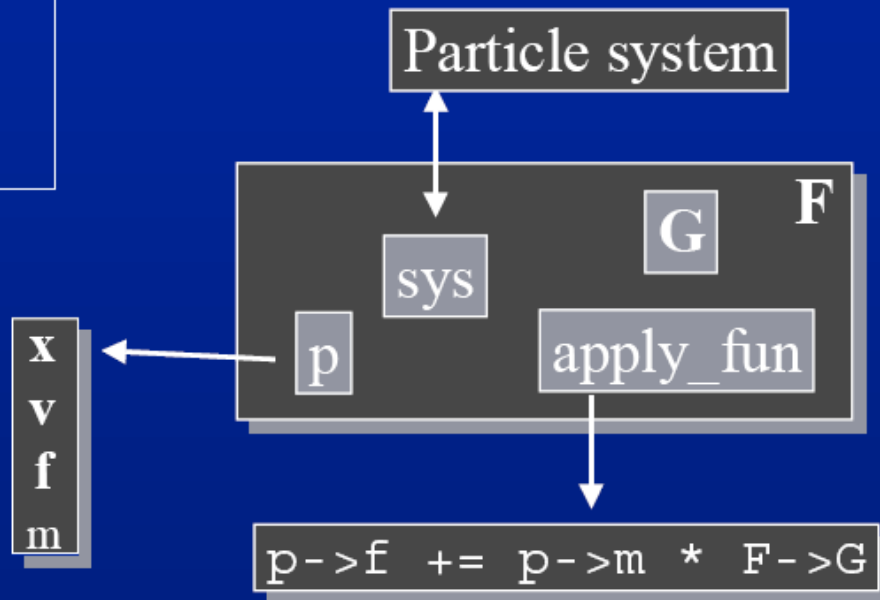 Particle system
F
G
sys
p
apply_fun
x
v
f
m
p->f += p->m * F->G